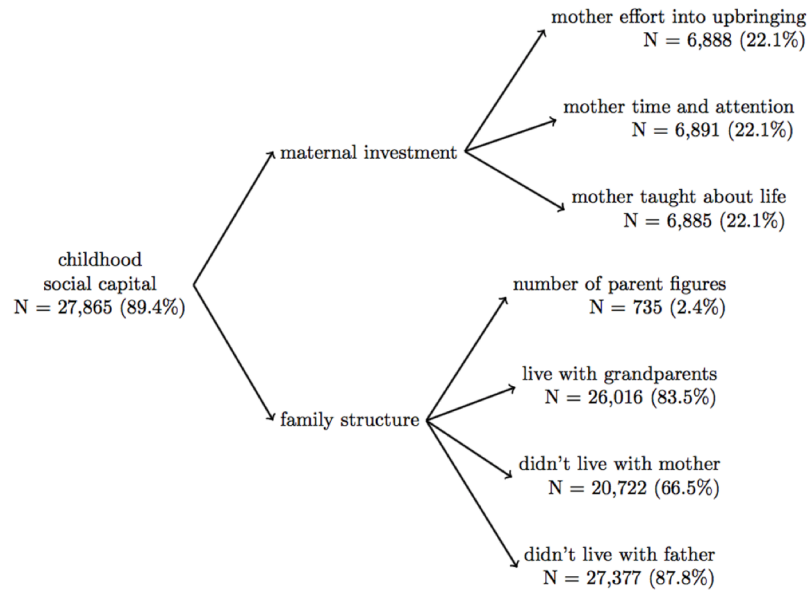 mother effort into upbringing
N = 6,888 (22.1%)
mother time and attention
N = 6,891 (22.1%)
maternal investment
mother taught about life
N = 6,885 (22.1%)
childhood
social capital
N = 27,865 (89.4%)
number of parent figures
N = 735 (2.4%)
live with grandparents
N = 26,016 (83.5%)
family structure
didn't live with mother
N = 20,722 (66.5%)
didn't live with father
N = 27,377 (87.8%)